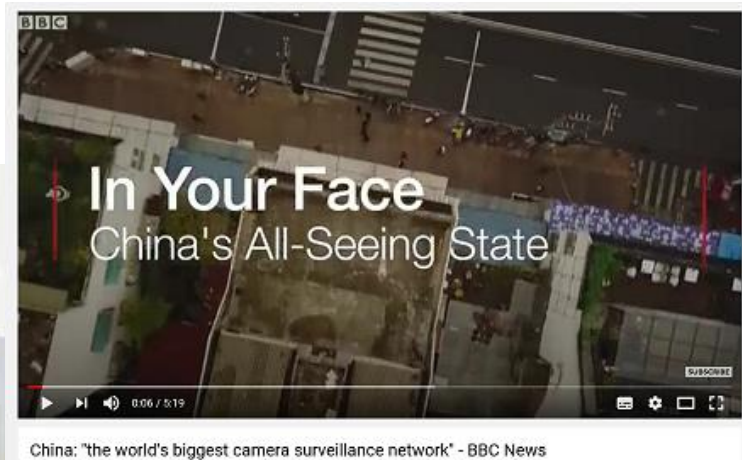 BBC
In Your Face
China's All-Seeing State
SUBSCRIBE
0:06 / 5:19
China: "the world's biggest camera surveillance network" - BBC News